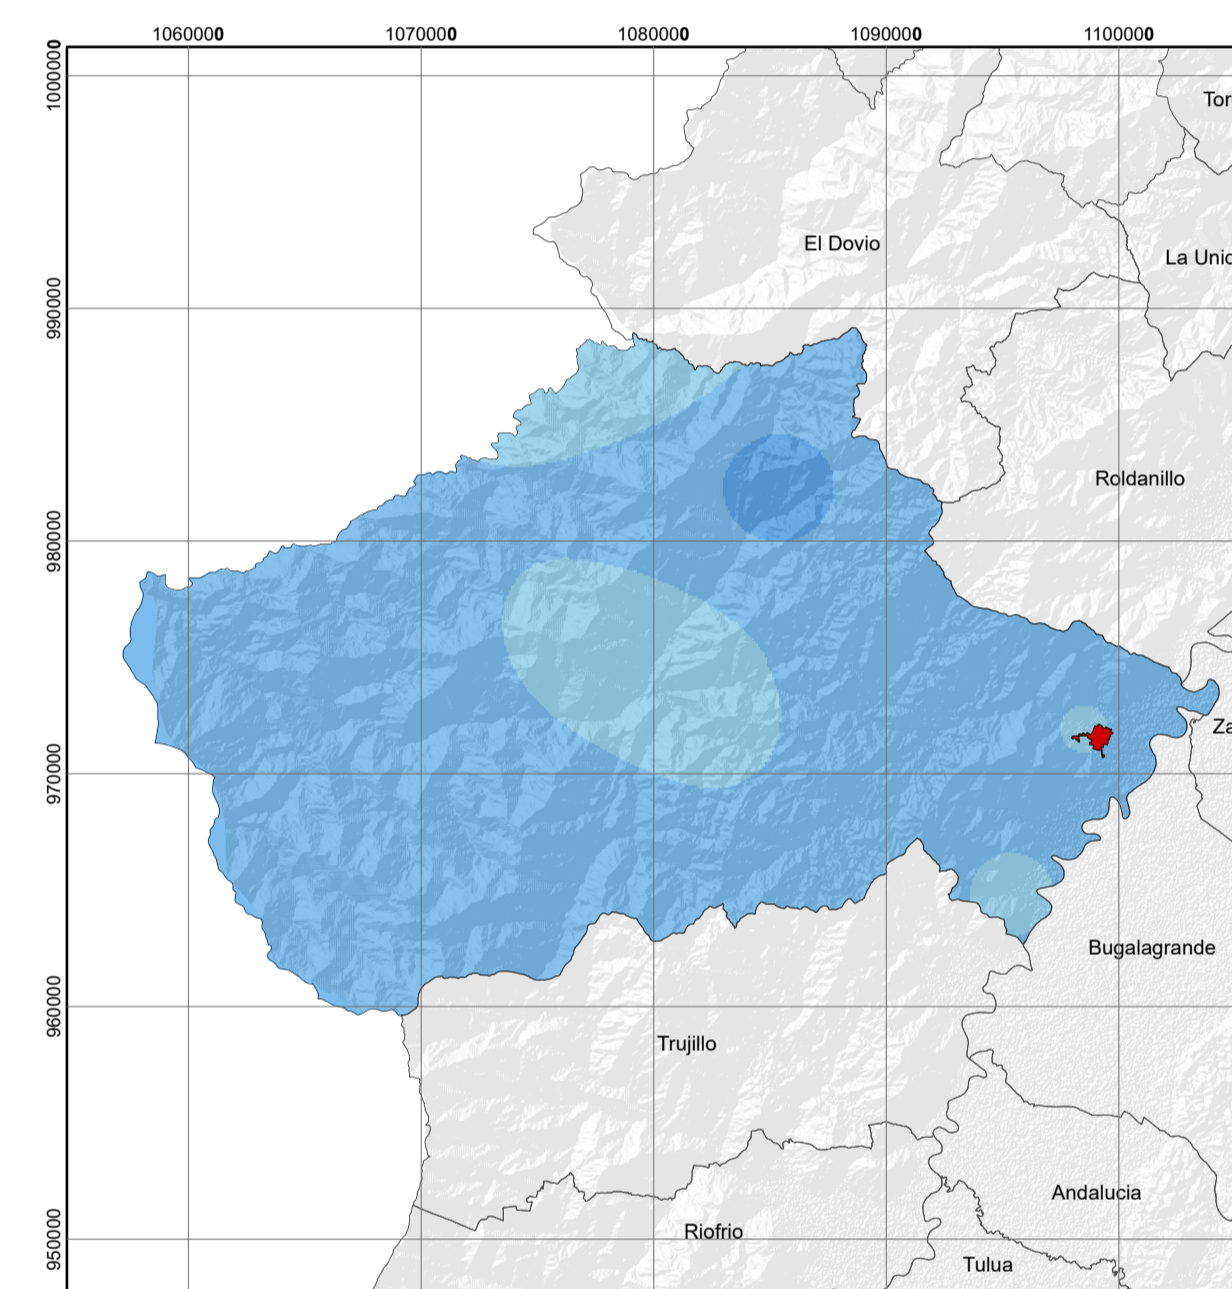 1060000 1070000 1080000 1090000 1100000
1000000
Tor
El Dovio
La Unic
990000
Roldanillo
980000
Za
970000
Bugalagrande
960000
Trujillo
Andalucia
Riofrio
950000
Tulua